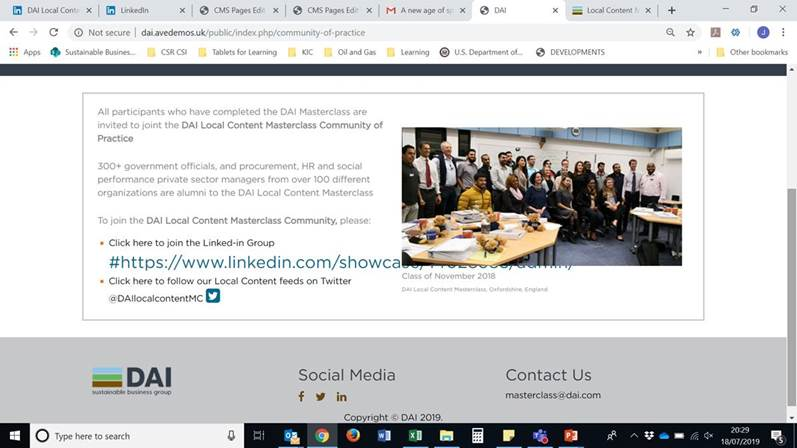 DAI Local Conte
LinkedIn
CMS Pages Edit
CMS Pages Edit
A new age of sp
DAI
Local Content M
Not secure | dai.avedemos.uk/public/index.php/community-of-practice
Apps
Sustainable Busines...
CSR CSI
Tablets for Learning
KIC
Oil and Gas
Learning
U.S. Department of...
DEVELOPMENTS
»
Other bookmarks
All participants who have completed the DAI Masterclass are
invited to joint the DAI Local Content Masterclass Community of
Practice
300+ government officials, and procurement, HR and social
performance private sector managers from over 100 different
organizations are alumni to the DAI Local Content Masterclass
To join the DAI Local Content Masterclass Community, please:
• Click here to join the Linked-in Group
#https://www.linkedin.com/showcase/
/admin/
• Click here to follow our Local Content feeds on Twitter
@DAIlocalcontentMC
Class of November 2018
DAI Local Content Masterclass, Oxfordshire, England
DAI
sustainable business group
Social Media
Contact Us
masterclass@dai.com
Copyright © DAI 2019.
Type here to search
20:29
18/07/2019